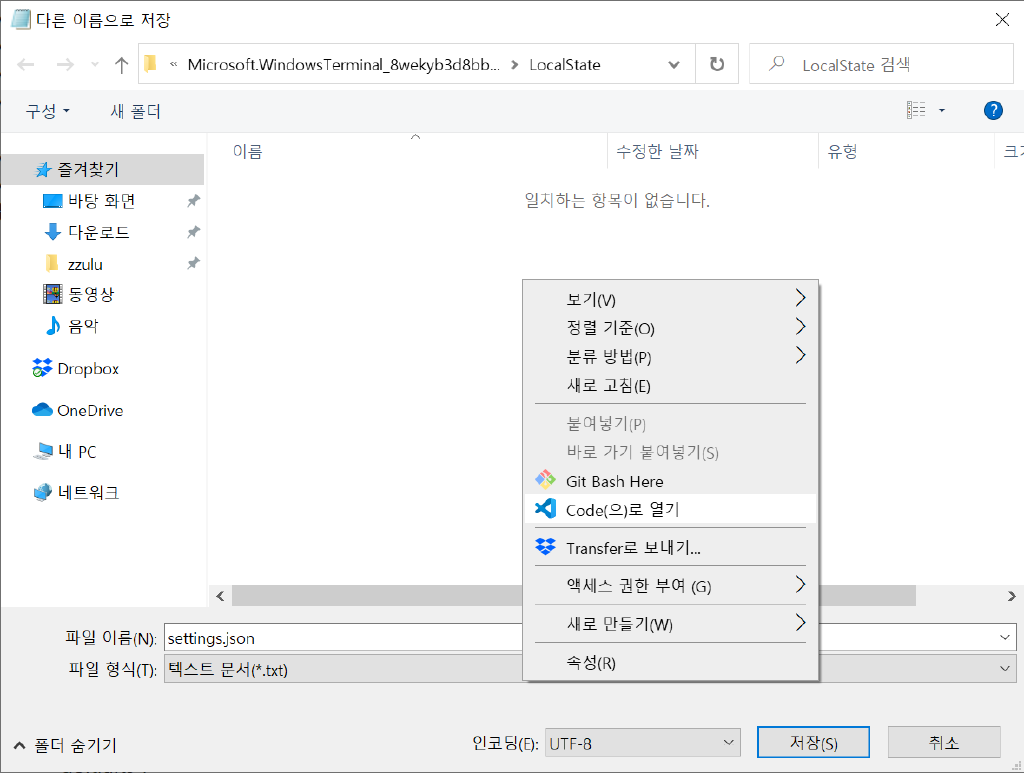 다른 이름으로 저장
« Microsoft.WindowsTerminal_8wekyb3d8bb... > LocalState
LocalState 검색
구성
새 폴더
이름
수정한 날짜
유형
일치하는 항목이 없습니다.
즐겨찾기
바탕 화면
다운로드
zzulu
동영상
음악
Dropbox
OneDrive
내 PC
네트워크
보기(V)
정렬 기준(O)
분류 방법(P)
새로 고침(E)
붙여넣기(P)
바로 가기 붙여넣기(S)
Git Bash Here
Code(으)로 열기
Transfer로 보내기...
액세스 권한 부여 (G)
새로 만들기(W)
속성(R)
파일 이름(N): settings.json
파일 형식(T): 텍스트 문서(*.txt)
폴더 숨기기
인코딩(E): UTF-8
저장(S)
취소